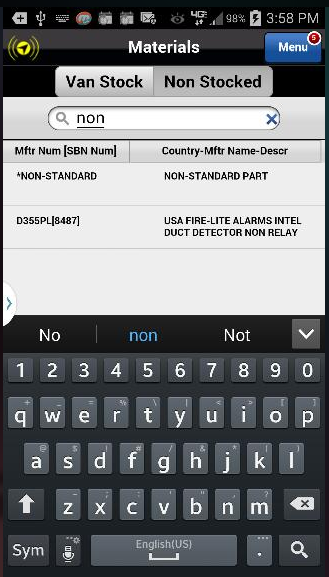 98% 3:58 PM
Materials
Menu 5
Van Stock Non Stocked
non
Mftr Num [SBN Num] Country-Mftr Name-Descr
*NON-STANDARD NON-STANDARD PART
D355PL[8487] USA FIRE-LITE ALARMS INTEL
DUCT DETECTOR NON RELAY
No non Not
1 2 3 4 5 6 7 8 9 0
q w e r t y u i o p
a s d f g h j k l
z x c v b n m
Sym English(US) .